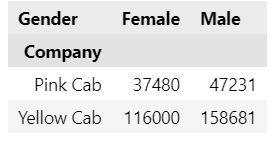 Gender Female Male
Company
Pink Cab 37480 47231
Yellow Cab 116000 158681